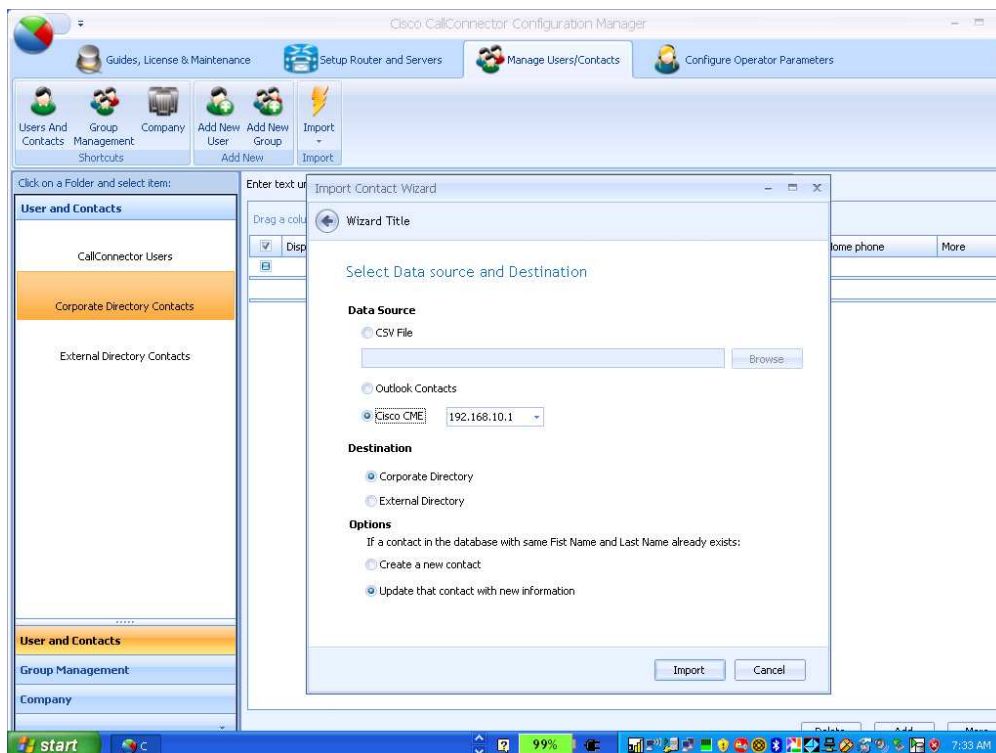 Cisco CallConnector Configuration Manager
Guides, License & Maintenance
Setup Router and Servers
Manage Users/Contacts
Configure Operator Parameters
Users And Contacts
Group Management
Company
Add New User
Add New Group
Import
Shortcuts
Add New
Import
Click on a Folder and select item:
User and Contacts
CallConnector Users
Corporate Directory Contacts
External Directory Contacts
User and Contacts
Group Management
Company
Enter text
Drag a colu
Disp
Home phone
More
Import Contact Wizard
Wizard Title
Select Data source and Destination
Data Source
CSV File
Browse
Outlook Contacts
Cisco CME 192.168.10.1
Destination
Corporate Directory
External Directory
Options
If a contact in the database with same Fist Name and Last Name already exists:
Create a new contact
Update that contact with new information
Import
Cancel
Delete
Add
More
start
C
99%
7:33 AM